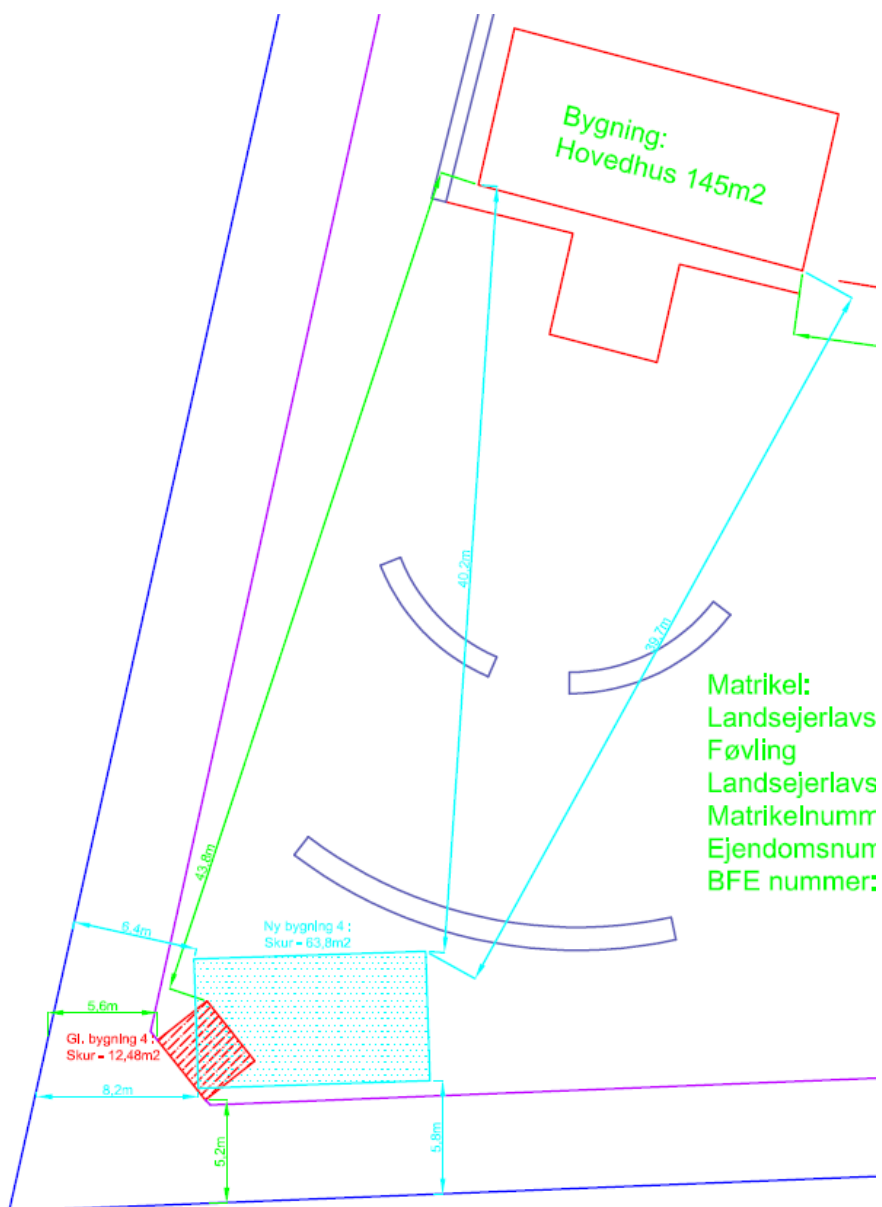 Bygning:
Hovedhus 145m2
40,2m
39,7m
Matrikel:
Landsejerlavs
Føvling
Landsejerlavs
Matrikelnumm
Ejendomsnum
BFE nummer:
43,8m
Ny bygning 4 :
Skur = 63,8m2
6,4m
5,6m
Gl. bygning 4 :
Skur = 12,48m2
8,2m
5,2m
5,8m